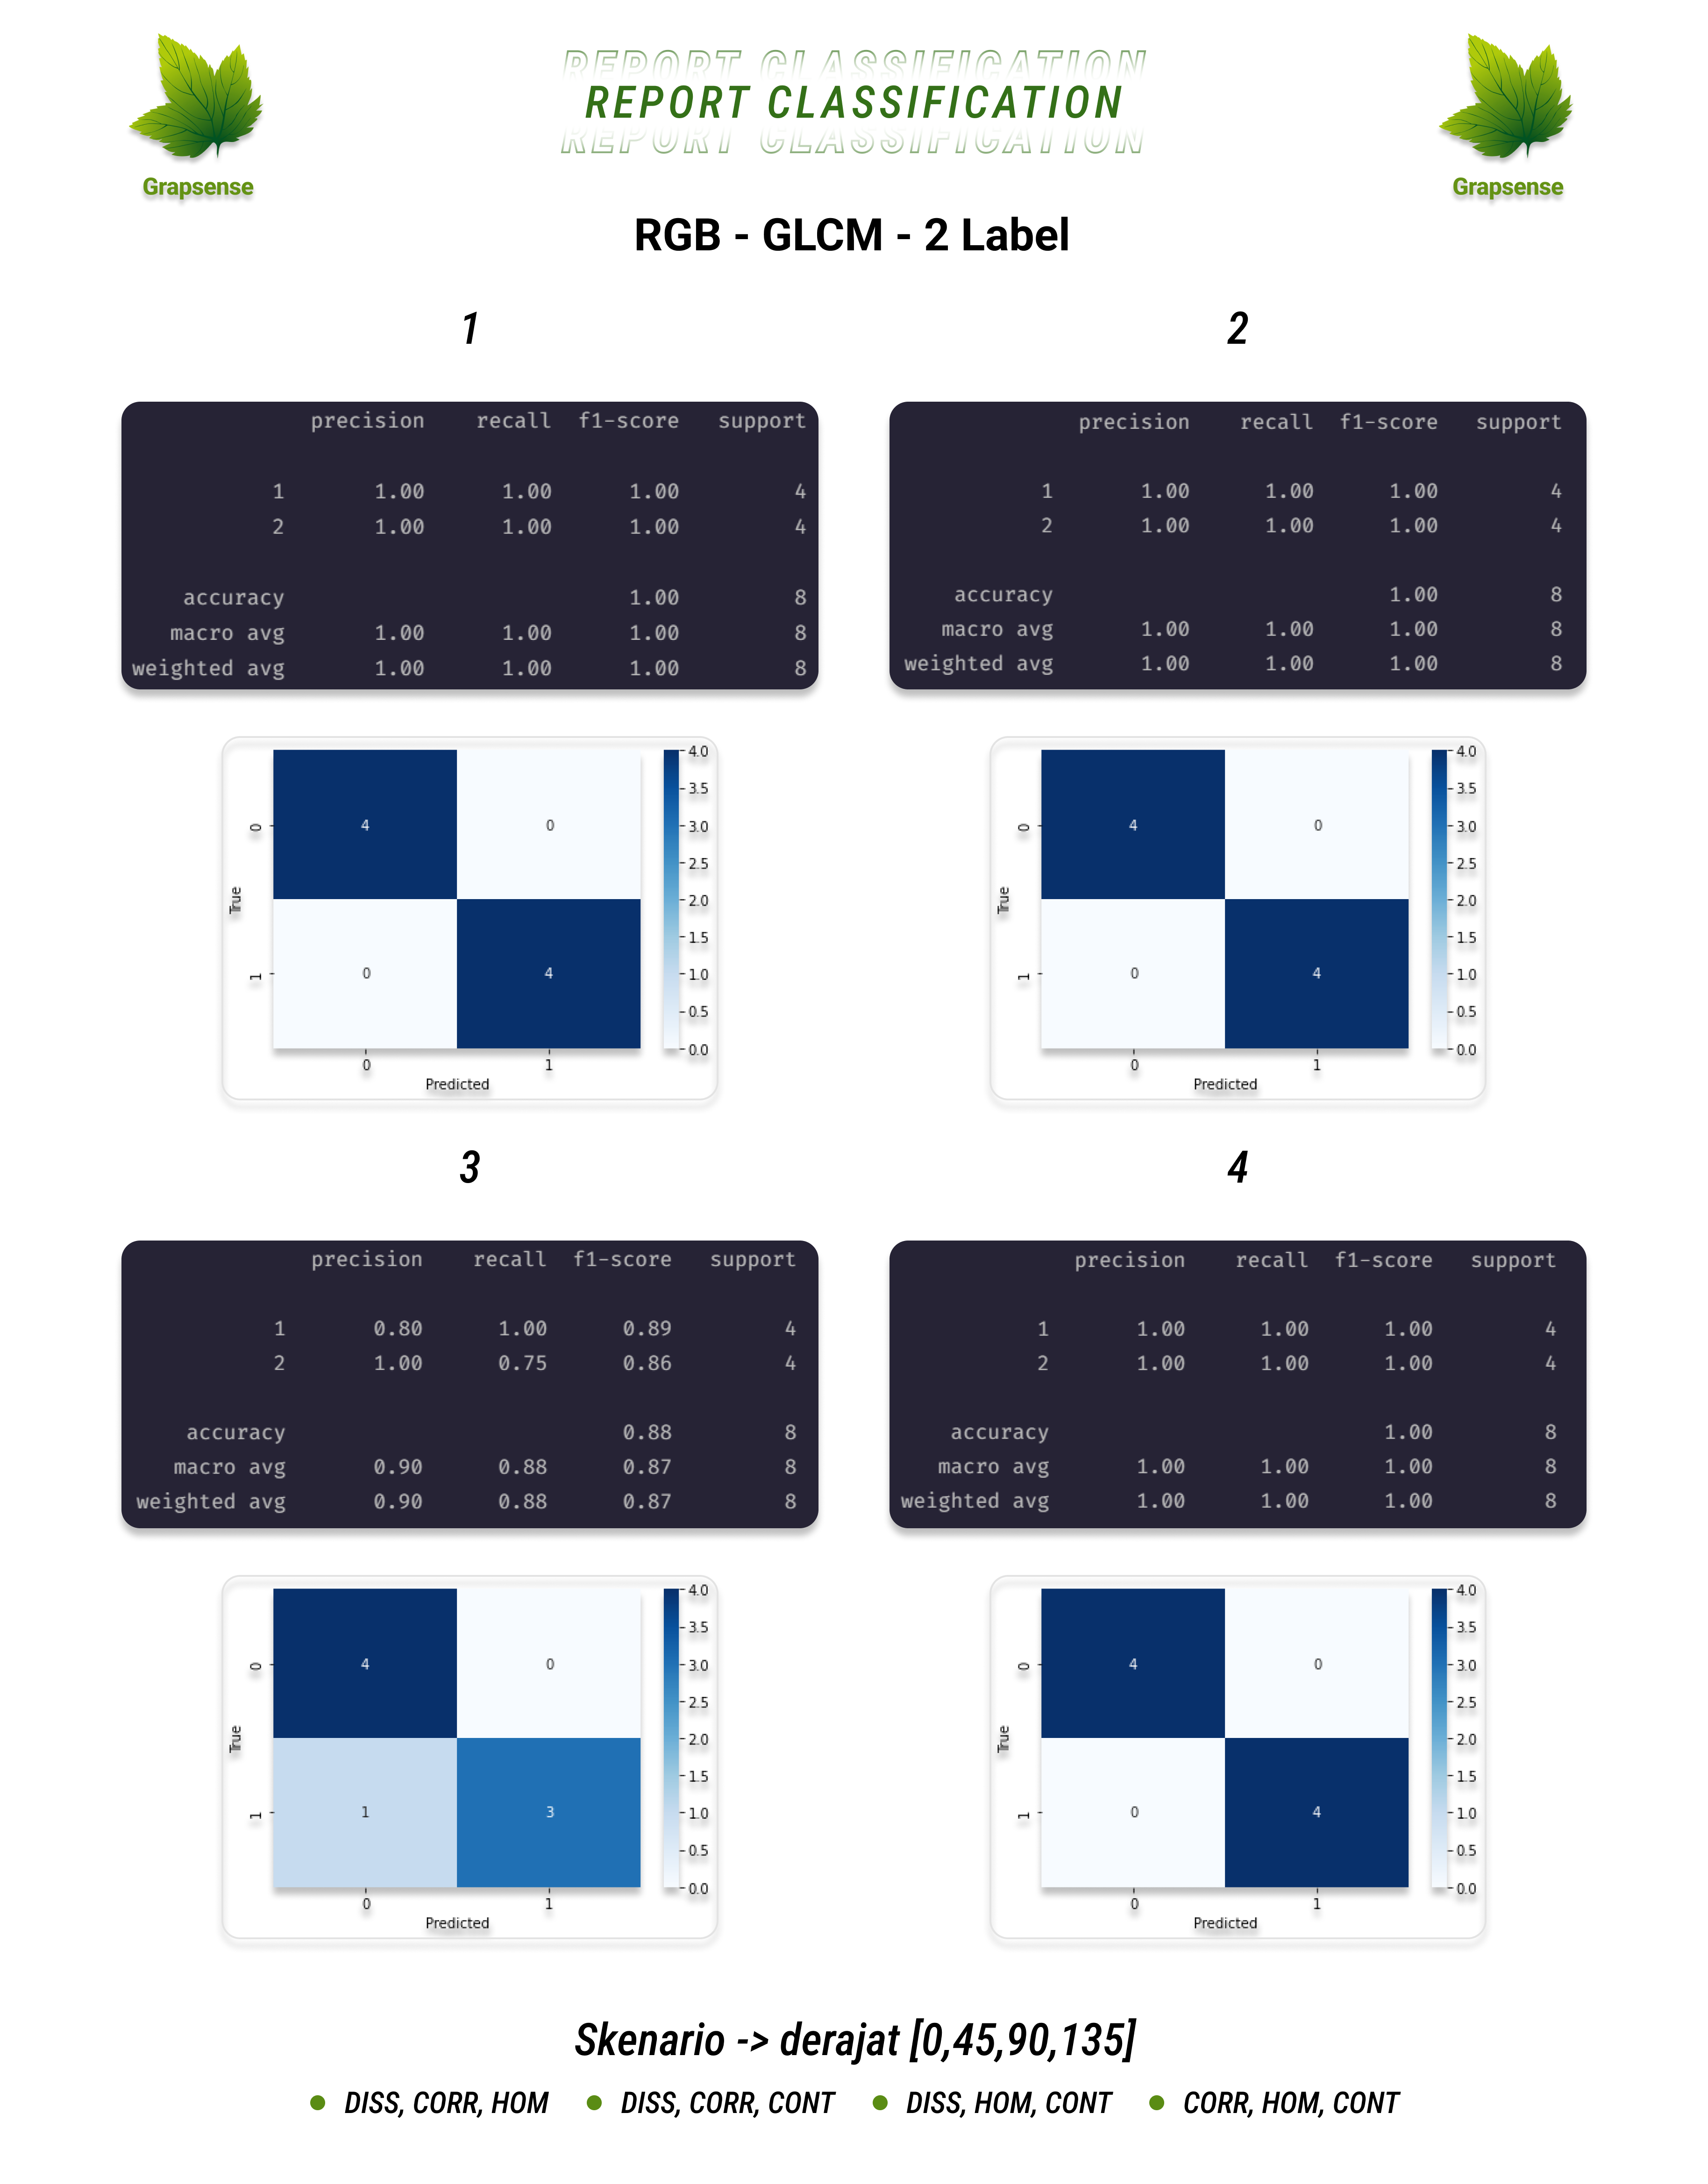 REPORT CLASSIFICATION
REPORT CLASSIFICATION
REPORT CLASSIFICATION
Grapsense
Grapsense
RGB - GLCM - 2 Label
1
precision recall f1-score support
1 1.00 1.00 1.00 4
2 1.00 1.00 1.00 4
accuracy 1.00 8
macro avg 1.00 1.00 1.00 8
weighted avg 1.00 1.00 1.00 8
4.0
3.5
3.0
2.5
2.0
1.5
1.0
0.5
0.0
True
0 4 0
1 0 4
0 1
Predicted
2
precision recall f1-score support
1 1.00 1.00 1.00 4
2 1.00 1.00 1.00 4
accuracy 1.00 8
macro avg 1.00 1.00 1.00 8
weighted avg 1.00 1.00 1.00 8
4.0
3.5
3.0
2.5
2.0
1.5
1.0
0.5
0.0
True
0 4 0
1 0 4
0 1
Predicted
3
precision recall f1-score support
1 0.80 1.00 0.89 4
2 1.00 0.75 0.86 4
accuracy 0.88 8
macro avg 0.90 0.88 0.87 8
weighted avg 0.90 0.88 0.87 8
4.0
3.5
3.0
2.5
2.0
1.5
1.0
0.5
0.0
True
0 4 0
1 1 3
0 1
Predicted
4
precision recall f1-score support
1 1.00 1.00 1.00 4
2 1.00 1.00 1.00 4
accuracy 1.00 8
macro avg 1.00 1.00 1.00 8
weighted avg 1.00 1.00 1.00 8
4.0
3.5
3.0
2.5
2.0
1.5
1.0
0.5
0.0
True
0 4 0
1 0 4
0 1
Predicted
Skenario -> derajat [0,45,90,135]
● DISS, CORR, HOM ● DISS, CORR, CONT ● DISS, HOM, CONT ● CORR, HOM, CONT